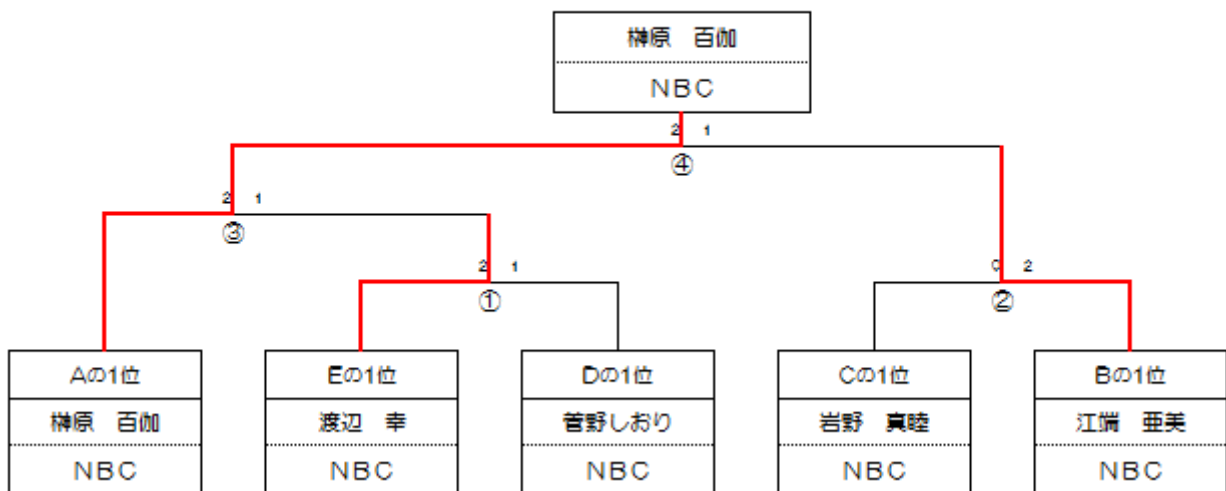 榊原 百伽
NBC
2 1
④
2 1
③
2 1
①
0 2
②
Aの1位
榊原 百伽
NBC
Eの1位
渡辺 幸
NBC
Dの1位
菅野しおり
NBC
Cの1位
岩野 真睦
NBC
Bの1位
江端 亜美
NBC